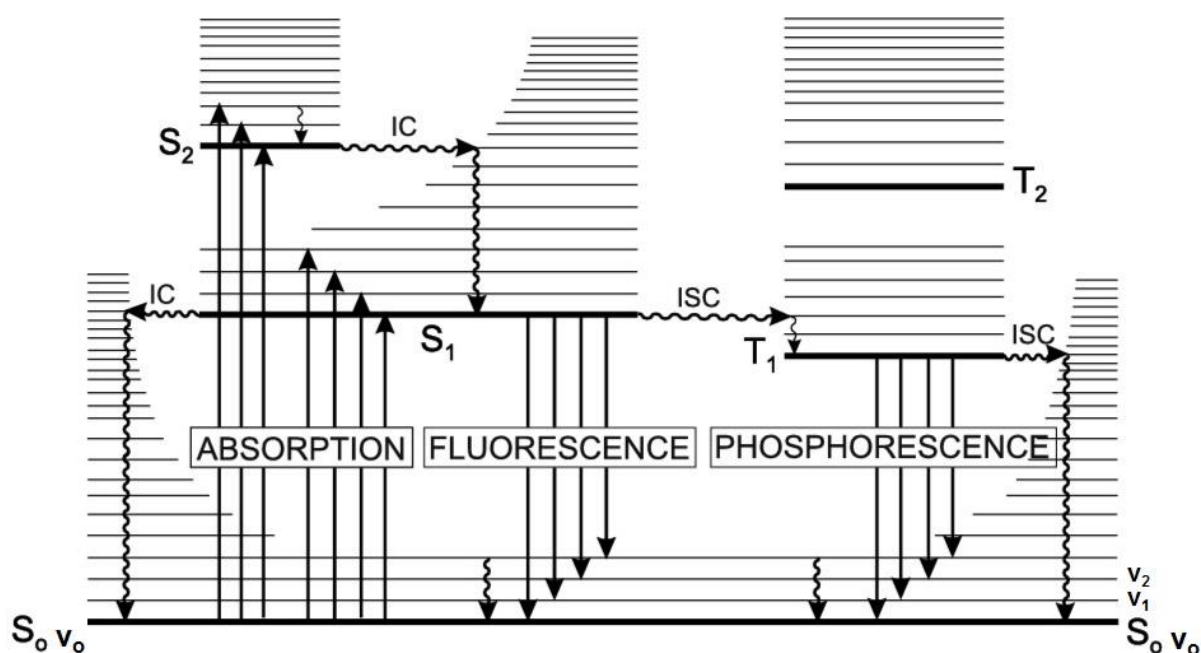 IC
S₂
T₂
IC
ISC
S₁
T₁
ISC
ABSORPTION
FLUORESCENCE
PHOSPHORESCENCE
v₂
v₁
Sₒ vₒ
Sₒ vₒ